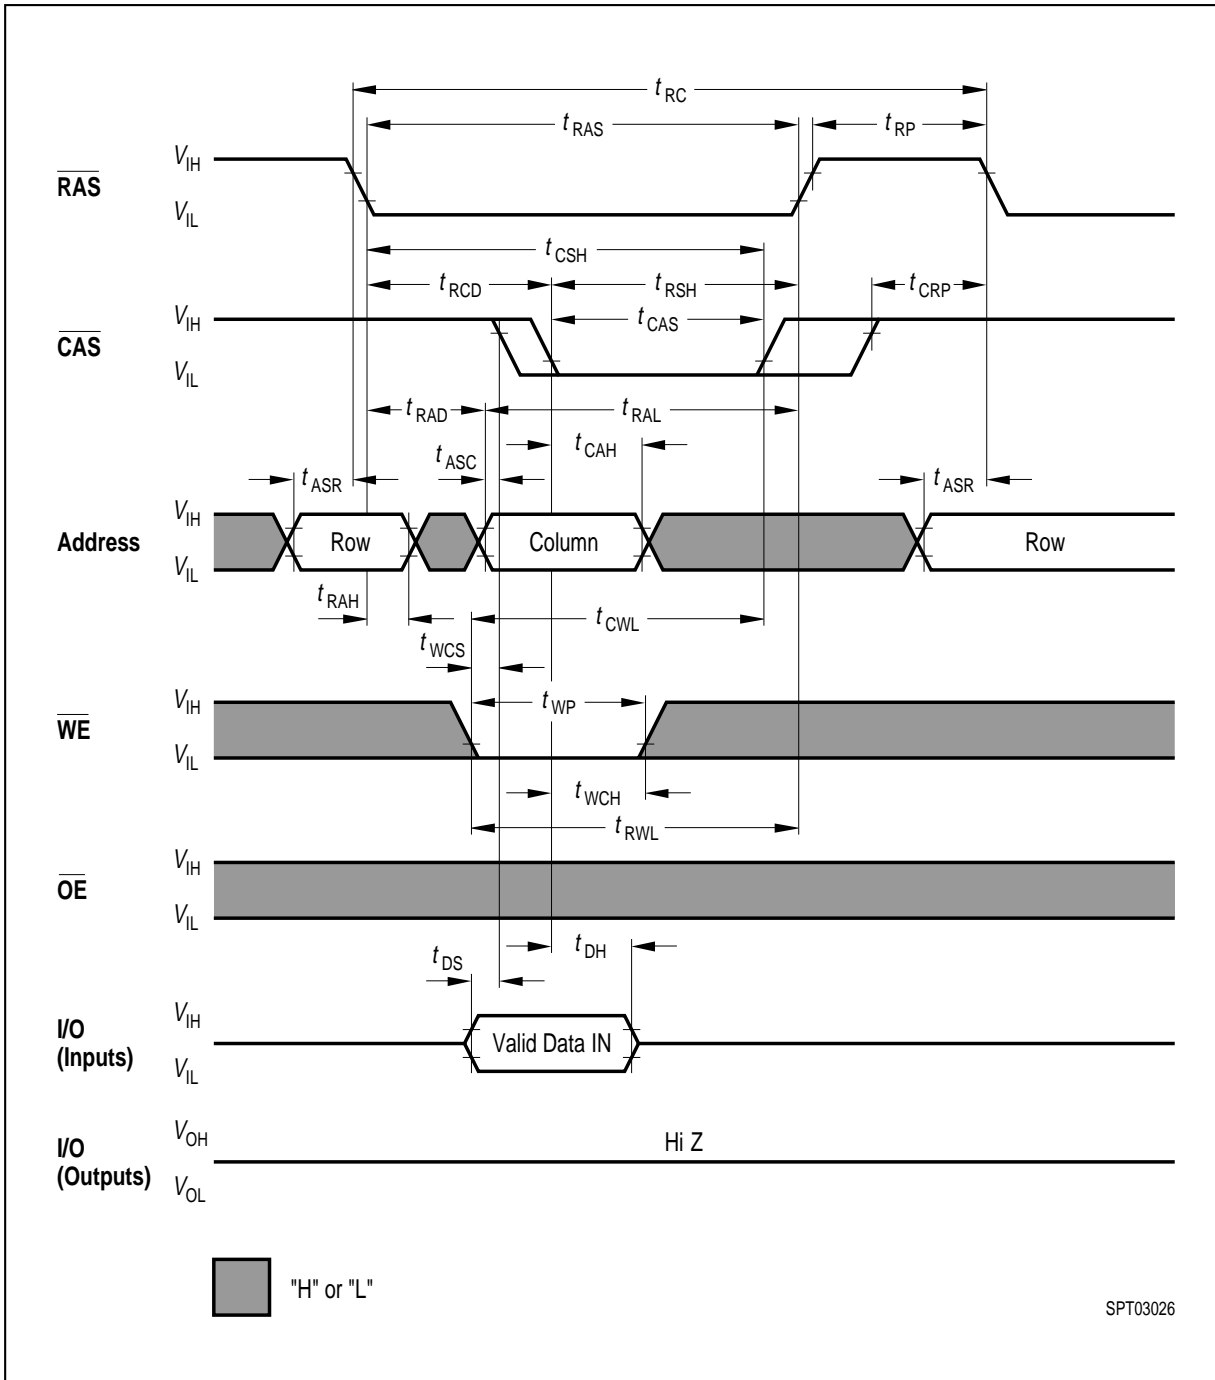 tRC
tRAS
tRP
RAS
VIH
VIL
tCSH
tRCD
tRSH
tCRP
CAS
VIH
VIL
tCAS
tRAD
tRAL
tCAH
tASC
tASR
tASR
Address
VIH
VIL
Row
Column
Row
tRAH
tCWL
tWCS
WE
VIH
VIL
tWP
tWCH
tRWL
OE
VIH
VIL
tDH
tDS
I/O
(Inputs)
VIH
VIL
Valid Data IN
I/O
(Outputs)
VOH
VOL
Hi Z
"H" or "L"
SPT03026